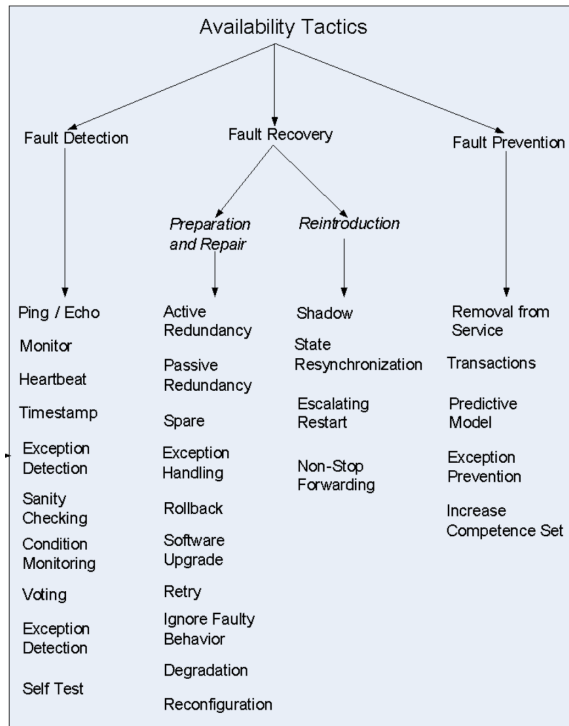 Availability Tactics
Fault Detection
Fault Recovery
Fault Prevention
Preparation
and Repair
Reintroduction
Ping / Echo
Monitor
Heartbeat
Timestamp
Exception
Detection
Sanity
Checking
Condition
Monitoring
Voting
Exception
Detection
Self Test
Active
Redundancy
Passive
Redundancy
Spare
Exception
Handling
Rollback
Software
Upgrade
Retry
Ignore Faulty
Behavior
Degradation
Reconfiguration
Shadow
State
Resynchronization
Escalating
Restart
Non-Stop
Forwarding
Removal from
Service
Transactions
Predictive
Model
Exception
Prevention
Increase
Competence Set